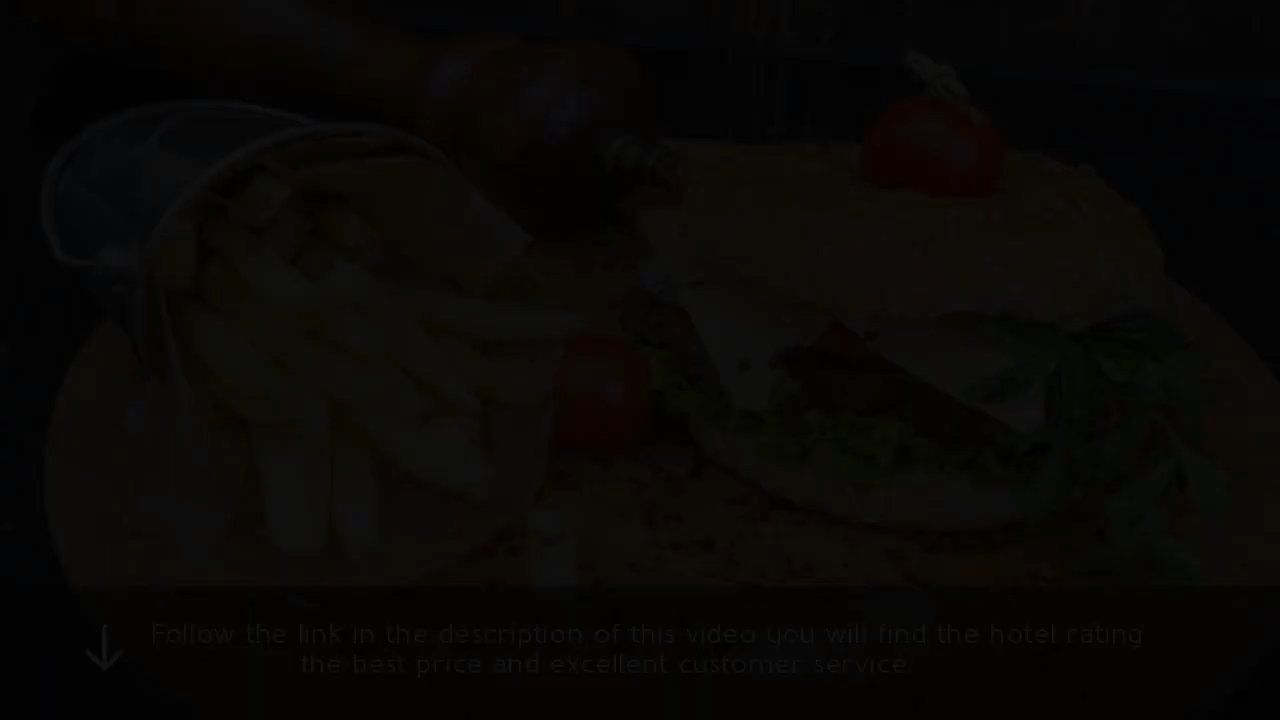 Follow the link in the description of this video you will find the hotel rating
the best price and excellent customer service